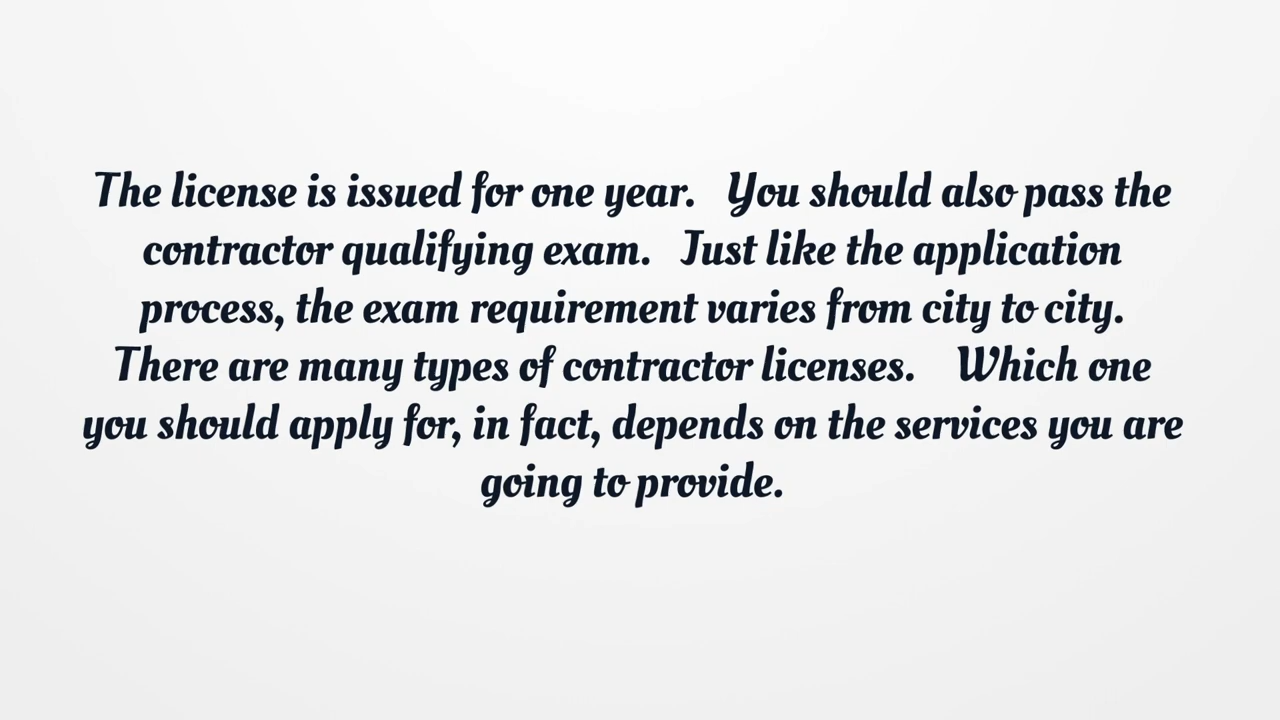 The license is issued for one year.   You should also pass the
contractor qualifying exam.   Just like the application
process, the exam requirement varies from city to city.
There are many types of contractor licenses.    Which one
you should apply for, in fact, depends on the services you are
going to provide.